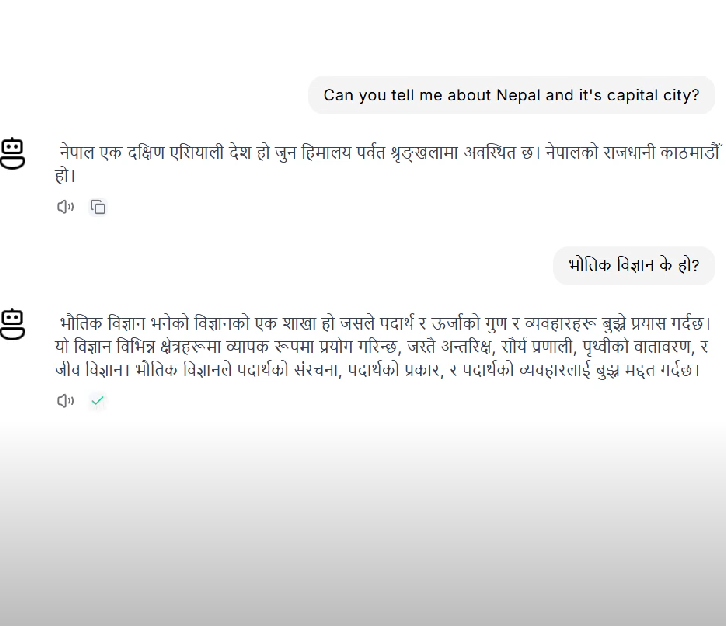 Can you tell me about Nepal and it's capital city?
नेपाल एक दक्षिण एशियाली देश हो जुन हिमालय पर्वत श्रृङ्खलामा अवस्थित छ। नेपालको राजधानी काठमाडौं
हो।
भौतिक विज्ञान के हो?
भौतिक विज्ञान भनेको विज्ञानको एक शाखा हो जसले पदार्थ र ऊर्जाको गुण र व्यवहारहरू बुझ्ने प्रयास गर्दछ।
यो विज्ञान विभिन्न क्षेत्रहरूमा व्यापक रूपमा प्रयोग गरिन्छ, जस्तै अन्तरिक्ष, सौर्य प्रणाली, पृथ्वीको वातावरण, र
जीव विज्ञान। भौतिक विज्ञानले पदार्थको संरचना, पदार्थको प्रकार, र पदार्थको व्यवहारलाई बुझ्न मद्दत गर्दछ।